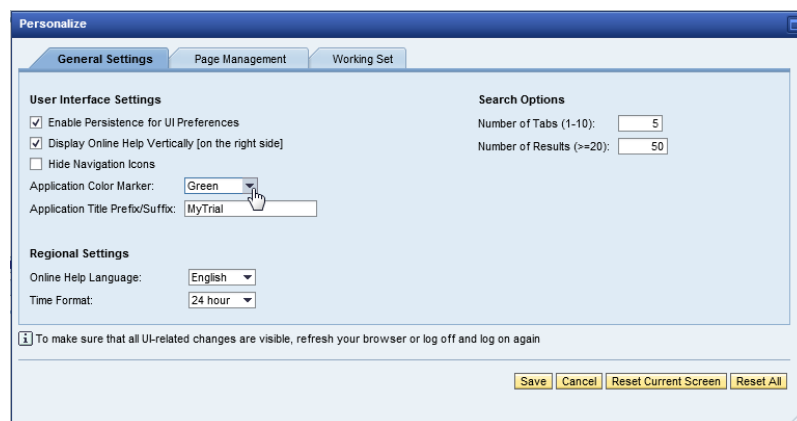 Personalize
General Settings Page Management Working Set
User Interface Settings
Enable Persistence for UI Preferences
Display Online Help Vertically [on the right side]
Hide Navigation Icons
Application Color Marker: Green
Application Title Prefix/Suffix: MyTrial
Search Options
Number of Tabs (1-10): 5
Number of Results (>=20): 50
Regional Settings
Online Help Language: English
Time Format: 24 hour
i To make sure that all UI-related changes are visible, refresh your browser or log off and log on again
Save Cancel Reset Current Screen Reset All